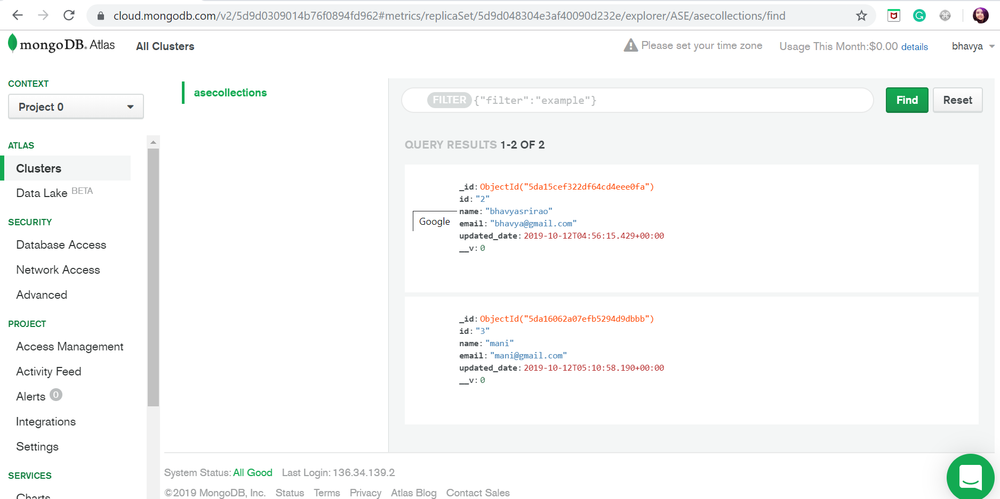 cloud.mongodb.com/v2/5d9d0309014b76f0894fd962#metrics/replicaSet/5d9d048304e3af40090d232e/explorer/ASE/asecollections/find
mongoDB. Atlas
All Clusters
Please set your time zone
Usage This Month:$0.00 details
bhavya
CONTEXT
Project 0
ATLAS
Clusters
Data Lake BETA
SECURITY
Database Access
Network Access
Advanced
PROJECT
Access Management
Activity Feed
Alerts 0
Integrations
Settings
SERVICES
Charts
asecollections
FILTER {"filter":"example"}
Find
Reset
QUERY RESULTS 1-2 OF 2
_id: ObjectId("5da15cef322df64cd4eee0fa")
id: "2"
name: "bhavyasrirao"
Google
email: "bhavya@gmail.com"
updated_date: 2019-10-12T04:56:15.429+00:00
__v: 0
_id: ObjectId("5da16062a07efb5294d9dbbb")
id: "3"
name: "mani"
email: "mani@gmail.com"
updated_date: 2019-10-12T05:10:58.190+00:00
__v: 0
System Status: All Good Last Login: 136.34.139.2
©2019 MongoDB, Inc. Status Terms Privacy Atlas Blog Contact Sales